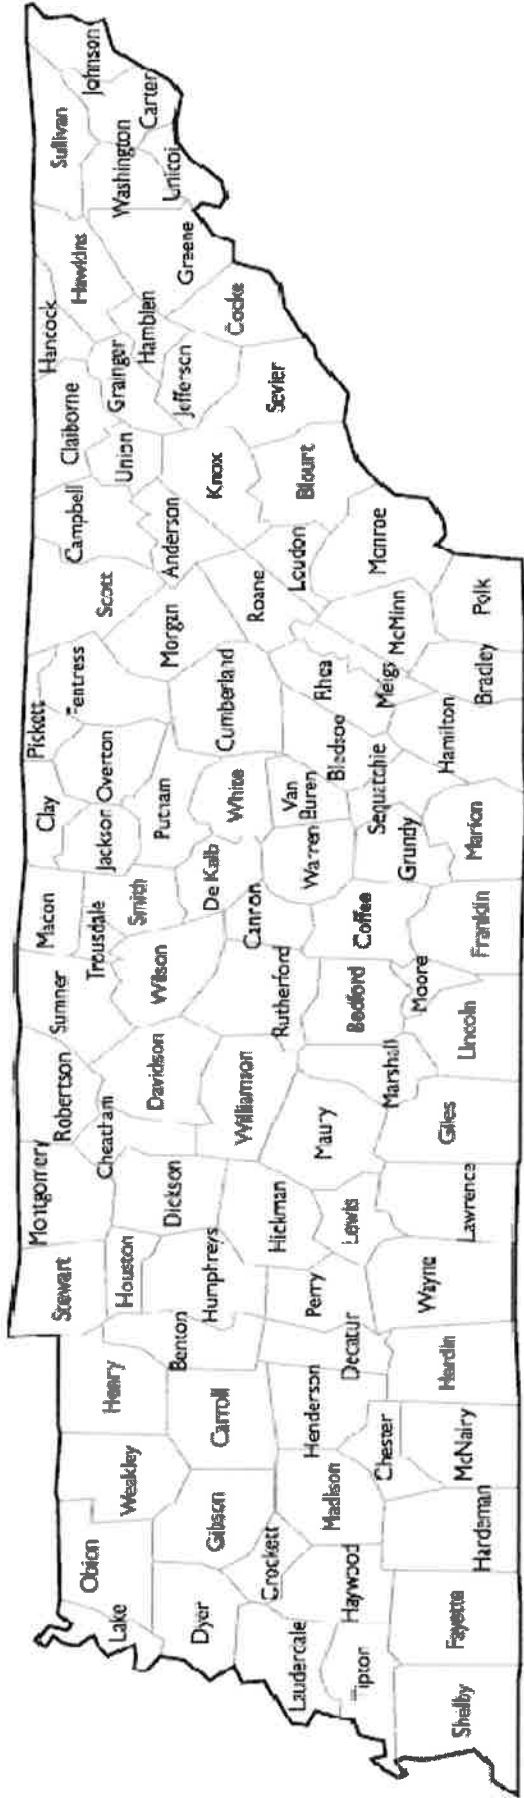 Johnson
Sullivan
Carter
Washington
Unicoi
Hawkins
Greene
Hancock
Hamblen
Cocke
Grainger
Jefferson
Claiborne
Sevier
Union
Knox
Blount
Campbell
Anderson
Loudon
Monroe
Scott
Roane
McMinn
Polk
Morgan
Fentress
Rhea
Meigs
Bradley
Pickett
Cumberland
Hamilton
Overton
Bledsoe
Clay
Putnam
White
Van
Buren
Sequatchie
Jackson
Warren
Grundy
Marion
De Kalb
Smith
Macon
Cannon
Coffee
Franklin
Trousdale
Wilson
Sumner
Rutherford
Bedford
Moore
Lincoln
Davidson
Robertson
Williamson
Marshall
Cheatham
Maury
Giles
Montgomery
Dickson
Hickman
Lewis
Lawrence
Stewart
Houston
Humphreys
Perry
Wayne
Benton
Decatur
Hardin
Henry
Carroll
Henderson
Chester
McNairy
Weakley
Gibson
Madison
Hardeman
Obion
Crockett
Haywood
Lake
Dyer
Fayette
Lauderdale
Tipton
Shelby